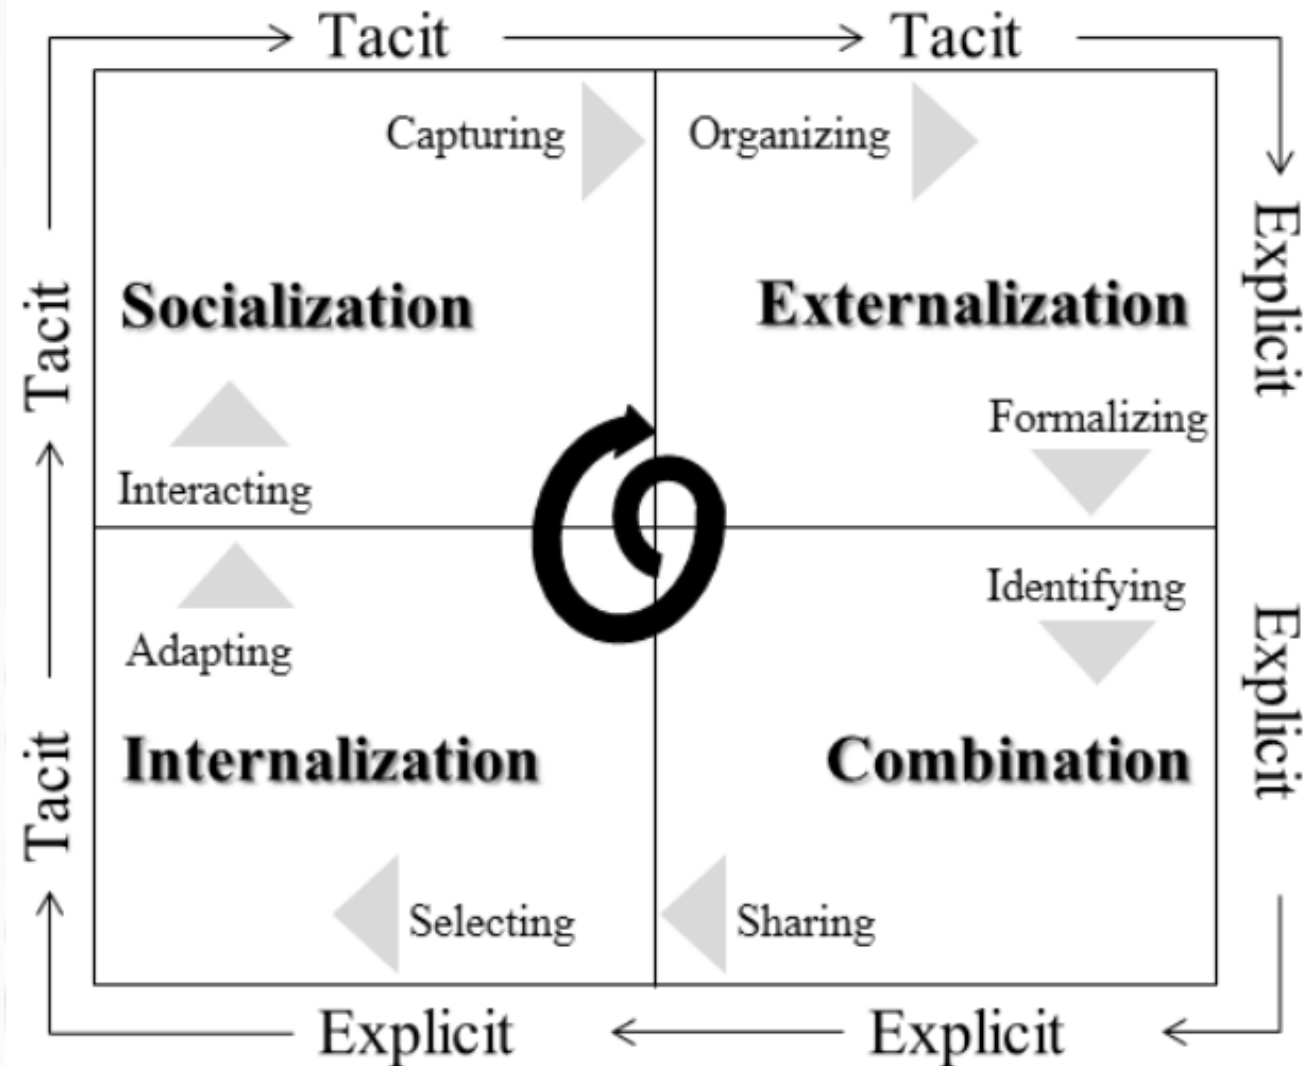 Tacit
Tacit
Capturing
Organizing
Explicit
Tacit
Socialization
Externalization
Formalizing
Interacting
Identifying
Explicit
Adapting
Tacit
Internalization
Combination
Selecting
Sharing
Explicit
Explicit